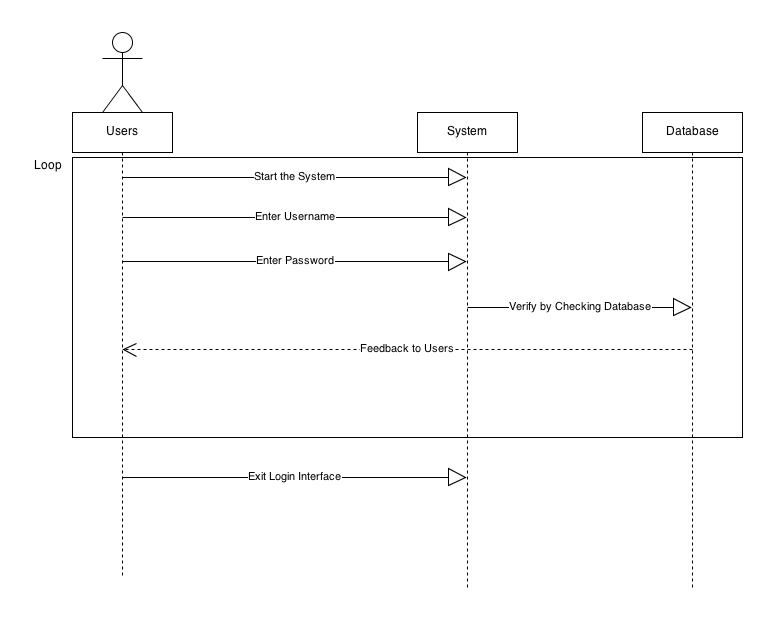 Users
System
Database
Loop
Start the System
Enter Username
Enter Password
Verify by Checking Database
Feedback to Users
Exit Login Interface